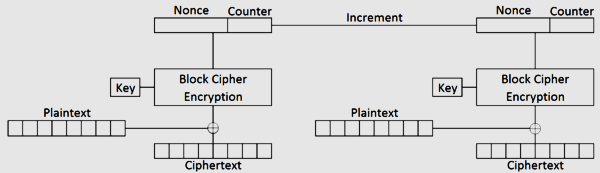 Nonce Counter
Increment
Nonce Counter
Key
Block Cipher
Encryption
Key
Block Cipher
Encryption
Plaintext
Plaintext
Ciphertext
Ciphertext